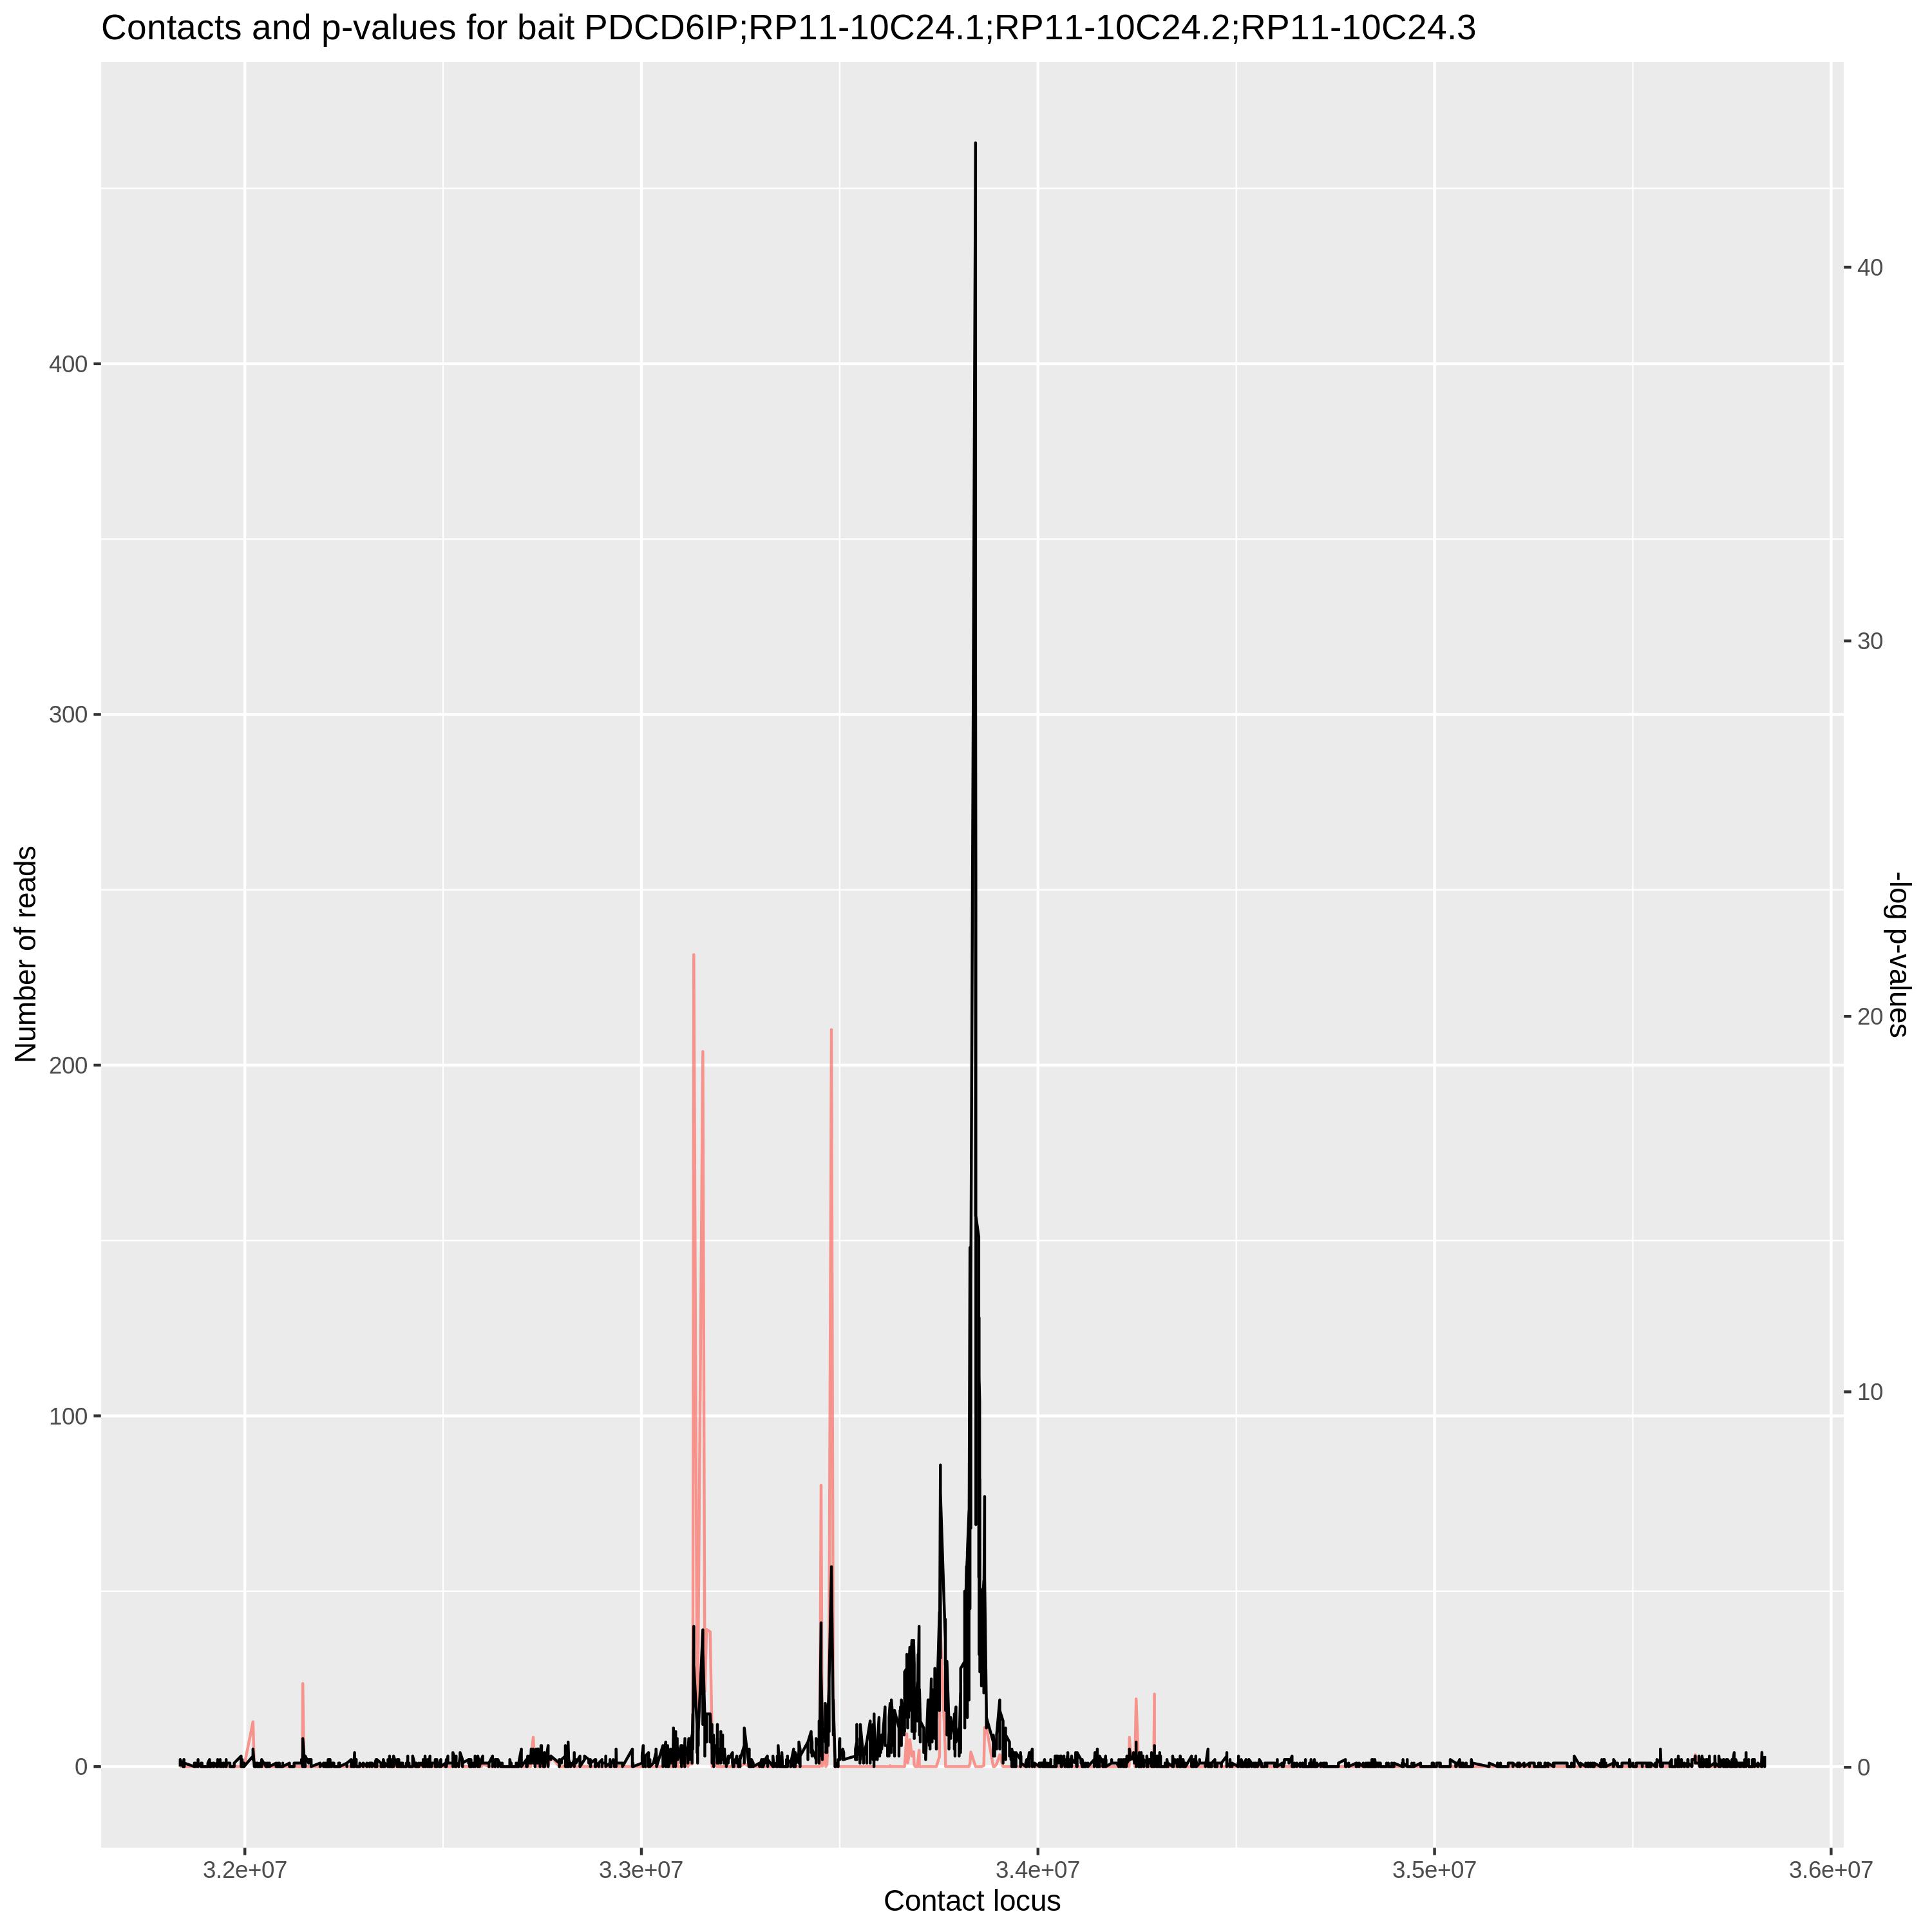 Contacts and p-values for bait PDCD6IP;RP11-10C24.1;RP11-10C24.2;RP11-10C24.3
Number of reads
400
300
200
100
0
40
30
20
10
0
-log p-values
3.2e+07 3.3e+07 3.4e+07 3.5e+07 3.6e+07
Contact locus